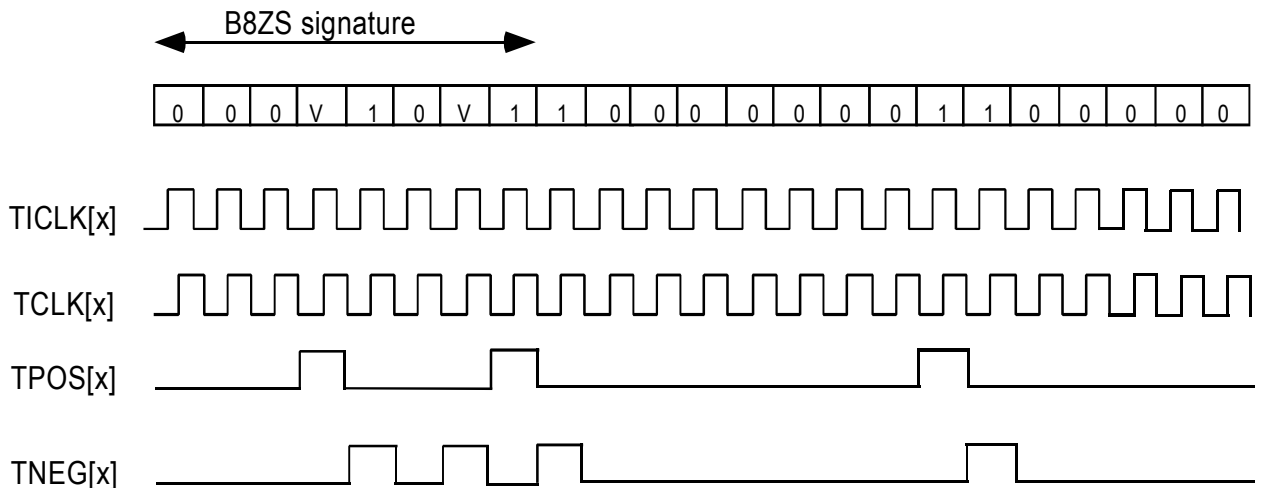 B8ZS signature
0 0 0 V 1 0 V 1 1 0 0 0 0 0 0 0 1 1 0 0 0 0 0
TICLK[x]
TCLK[x]
TPOS[x]
TNEG[x]